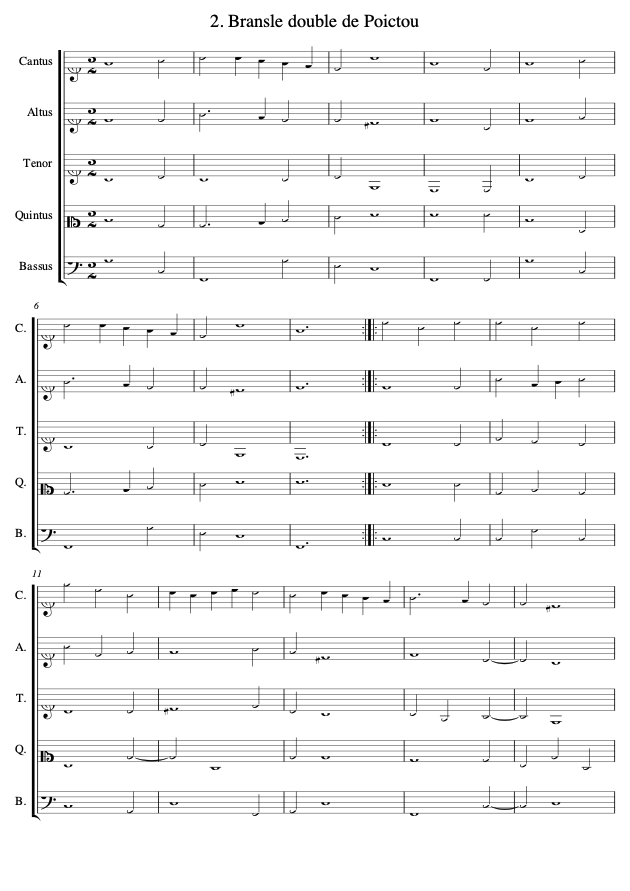 2. Bransle double de Poictou
Cantus
Altus
Tenor
Quintus
Bassus
6
C.
A.
T.
Q.
B.
11
C.
A.
T.
Q.
B.